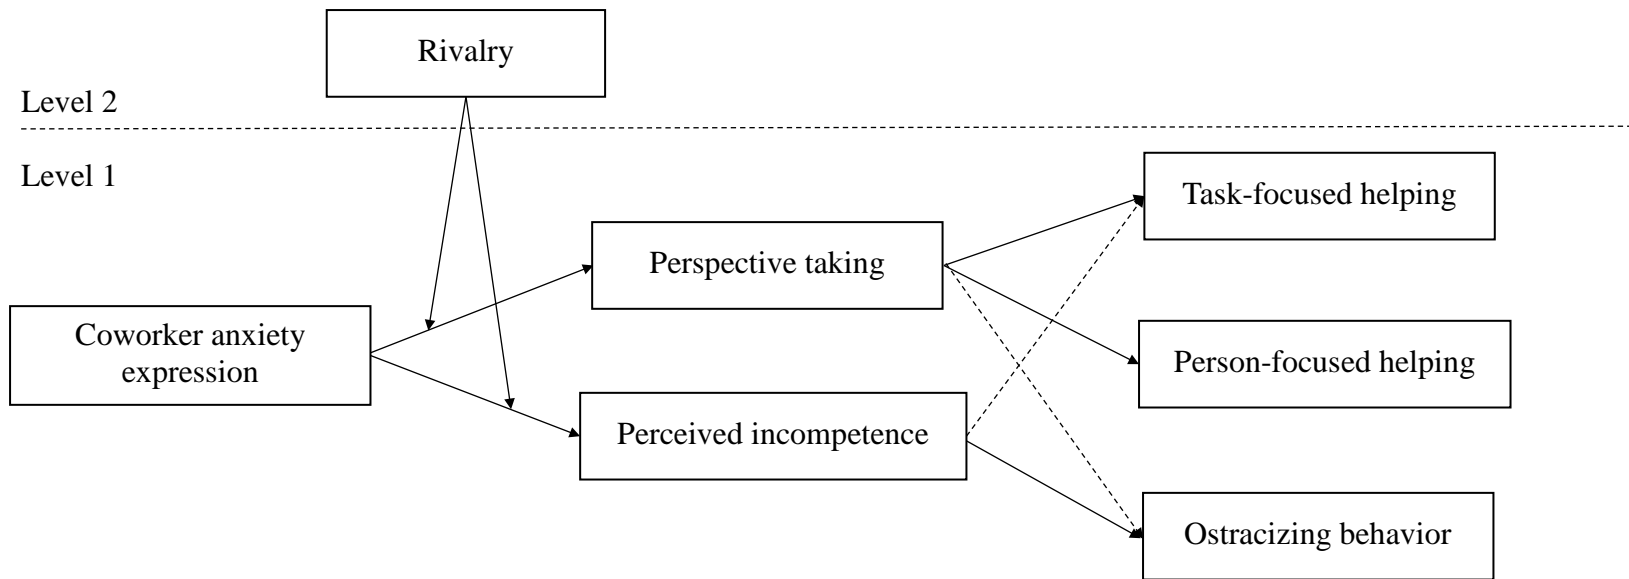 Rivalry
Level 2
Level 1
Task-focused helping
Perspective taking
Coworker anxiety
expression
Person-focused helping
Perceived incompetence
Ostracizing behavior